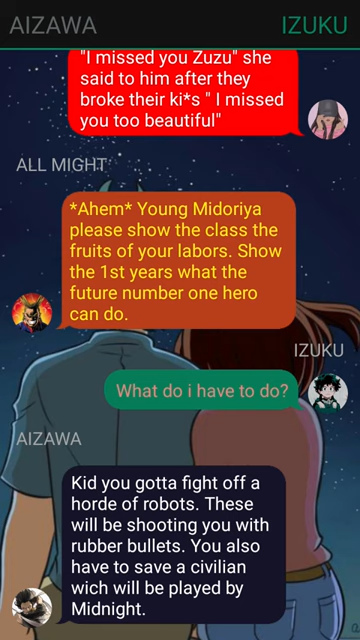 AIZAWA IZUKU
"I missed you Zuzu" she
said to him after they
broke their ki*s " I missed
you too beautiful"
ALL MIGHT
*Ahem* Young Midoriya
please show the class the
fruits of your labors. Show
the 1st years what the
future number one hero
can do.
IZUKU
What do i have to do?
AIZAWA
Kid you gotta fight off a
horde of robots. These
will be shooting you with
rubber bullets. You also
have to save a civilian
wich will be played by
Midnight.